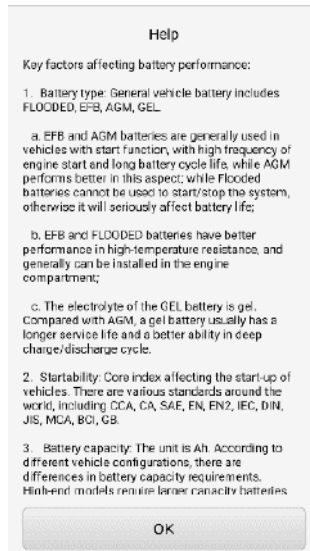 Help
Key factors affecting battery performance:
1. Battery type: General vehicle battery includes
FLOODED, EFB, AGM, GEL.
a. EFB and AGM batteries are generally used in
vehicles with start function, with high frequency of
engine start and long battery cycle life, while AGM
performs better in this aspect; while Flooded
batteries cannot be used to start/stop the system,
otherwise it will seriously affect battery life;
b. EFB and FLOODED batteries have better
performance in high-temperature resistance, and
generally can be installed in the engine
compartment;
c. The electrolyte of the GEL battery is gel.
Compared with AGM, a gel battery usually has a
longer service life and a better ability in deep
charge/discharge cycle.
2. Startability: Core index affecting the start-up of
vehicles. There are various standards around the
world, including CCA, CA, SAE, EN, EN2, IEC, DIN,
JIS, MCA, BCI, GB.
3. Battery capacity: The unit is Ah. According to
different vehicle configurations, there are
differences in battery capacity requirements.
High-end models require larger capacity batteries
OK